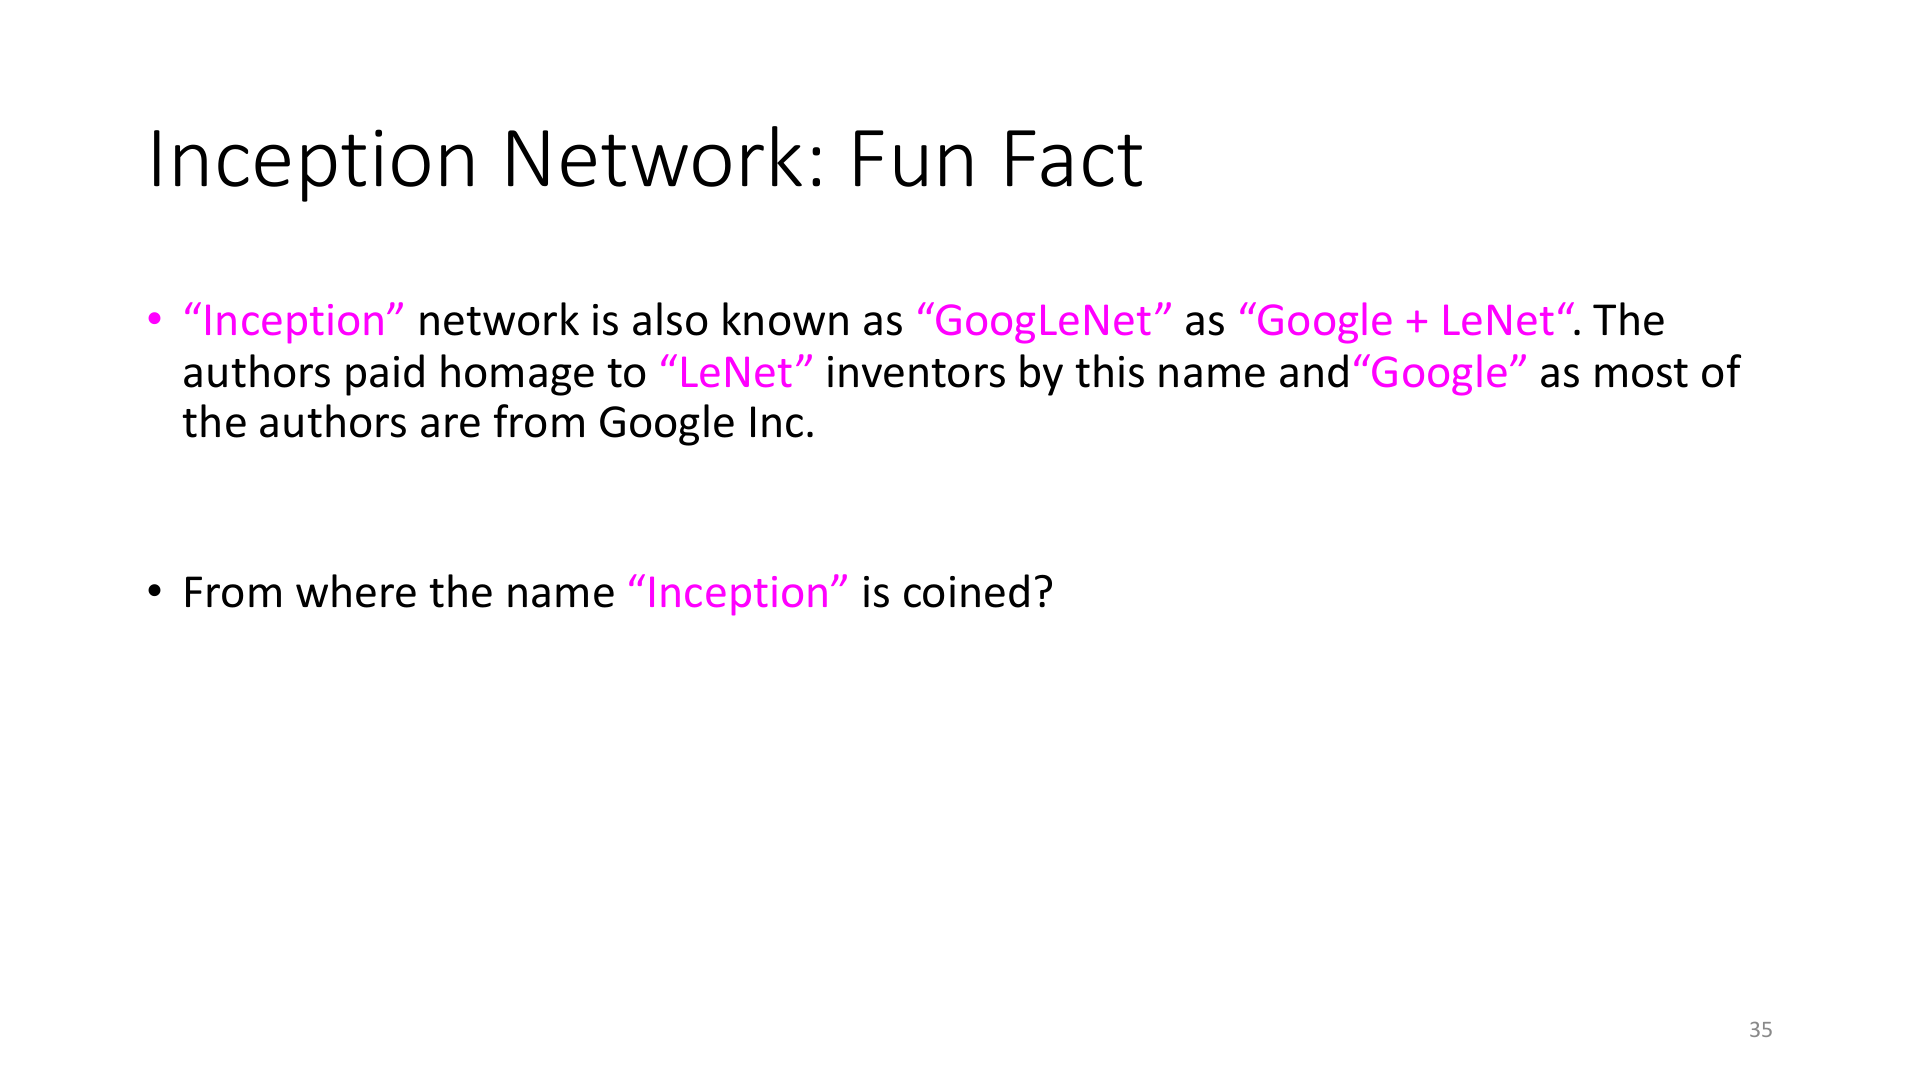 Inception Network: Fun Fact
• “Inception” network is also known as “GoogLeNet” as “Google + LeNet“. The
authors paid homage to “LeNet” inventors by this name and“Google” as most of
the authors are from Google Inc.
• From where the name “Inception” is coined?
35